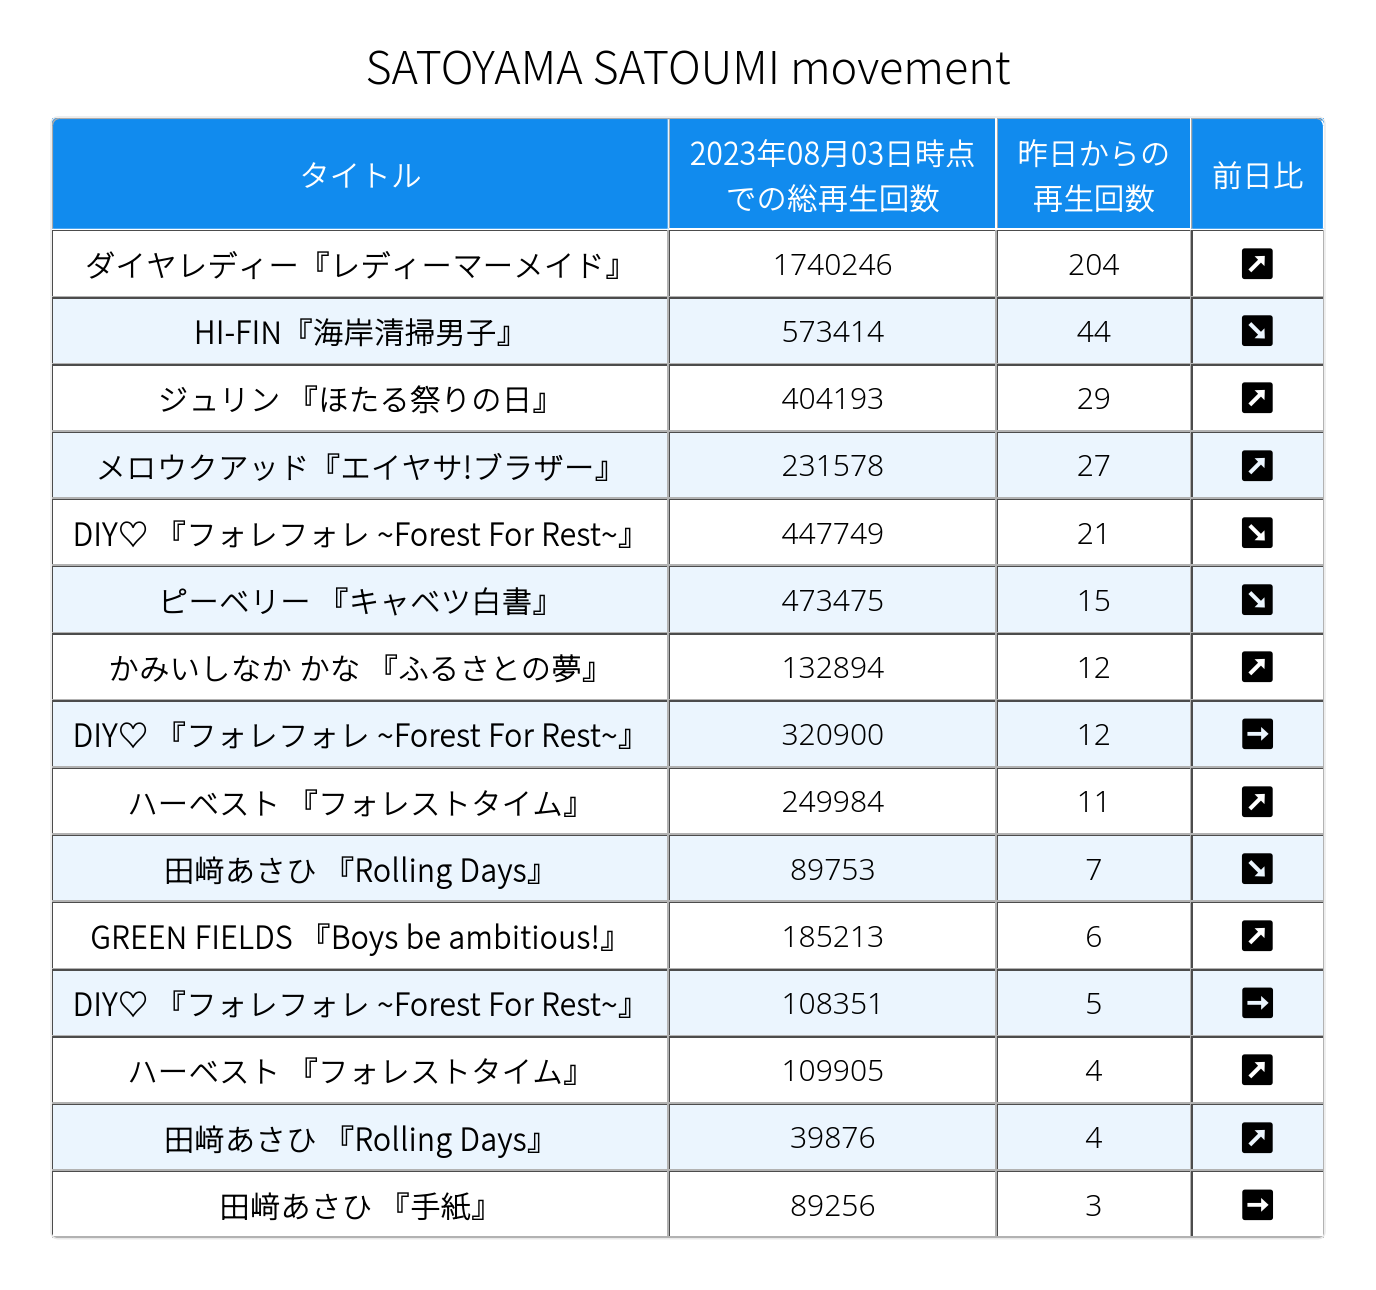 SATOYAMA SATOUMI movement
タイトル 2023年08月03日時点での総再生回数 昨日からの再生回数 前日比
ダイヤレディー『レディーマーメイド』 1740246 204 ↗
HI-FIN『海岸清掃男子』 573414 44 ↘
ジュリン 『ほたる祭りの日』 404193 29 ↗
メロウクアッド『エイヤサ!ブラザー』 231578 27 ↗
DIY♡ 『フォレフォレ ~Forest For Rest~』 447749 21 ↘
ピーベリー 『キャベツ白書』 473475 15 ↘
かみいしなか かな 『ふるさとの夢』 132894 12 ↗
DIY♡ 『フォレフォレ ~Forest For Rest~』 320900 12 →
ハーベスト 『フォレストタイム』 249984 11 ↗
田﨑あさひ 『Rolling Days』 89753 7 ↘
GREEN FIELDS 『Boys be ambitious!』 185213 6 ↗
DIY♡ 『フォレフォレ ~Forest For Rest~』 108351 5 →
ハーベスト 『フォレストタイム』 109905 4 ↗
田﨑あさひ 『Rolling Days』 39876 4 ↗
田﨑あさひ 『手紙』 89256 3 →